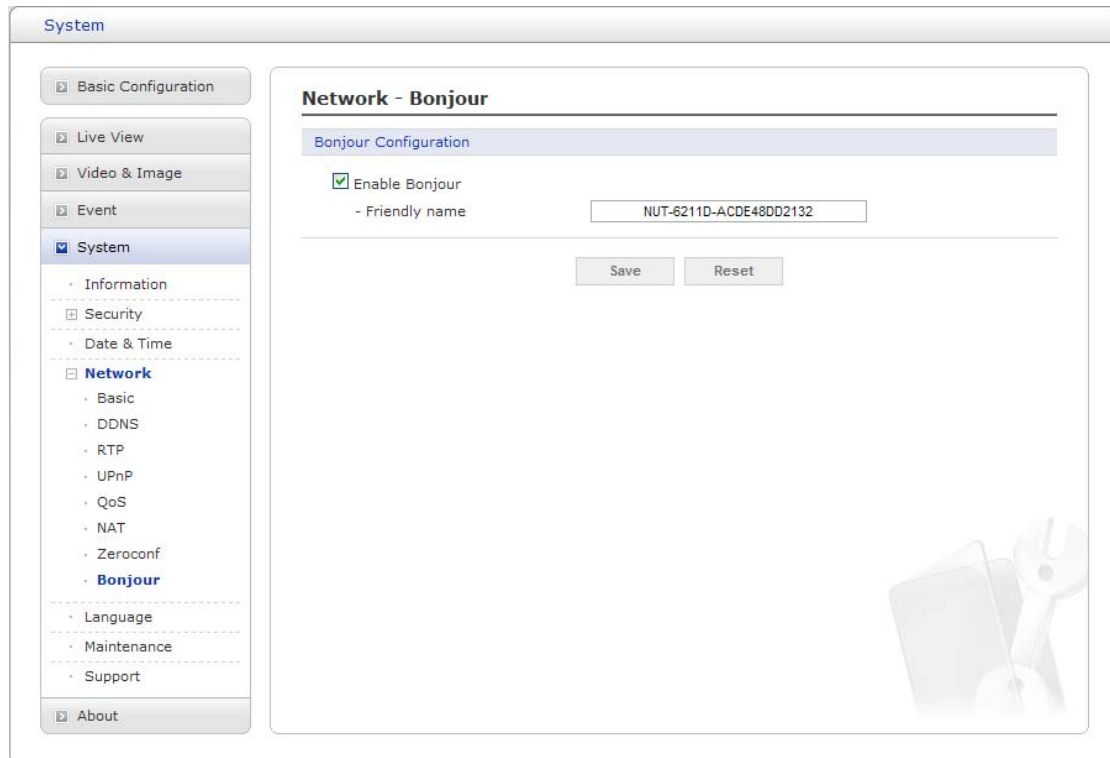 System
Basic Configuration
Live View
Video & Image
Event
System
Information
Security
Date & Time
Network
Basic
DDNS
RTP
UPnP
QoS
NAT
Zeroconf
Bonjour
Language
Maintenance
Support
About
Network - Bonjour
Bonjour Configuration
Enable Bonjour
- Friendly name NUT-6211D-ACDE48DD2132
Save Reset